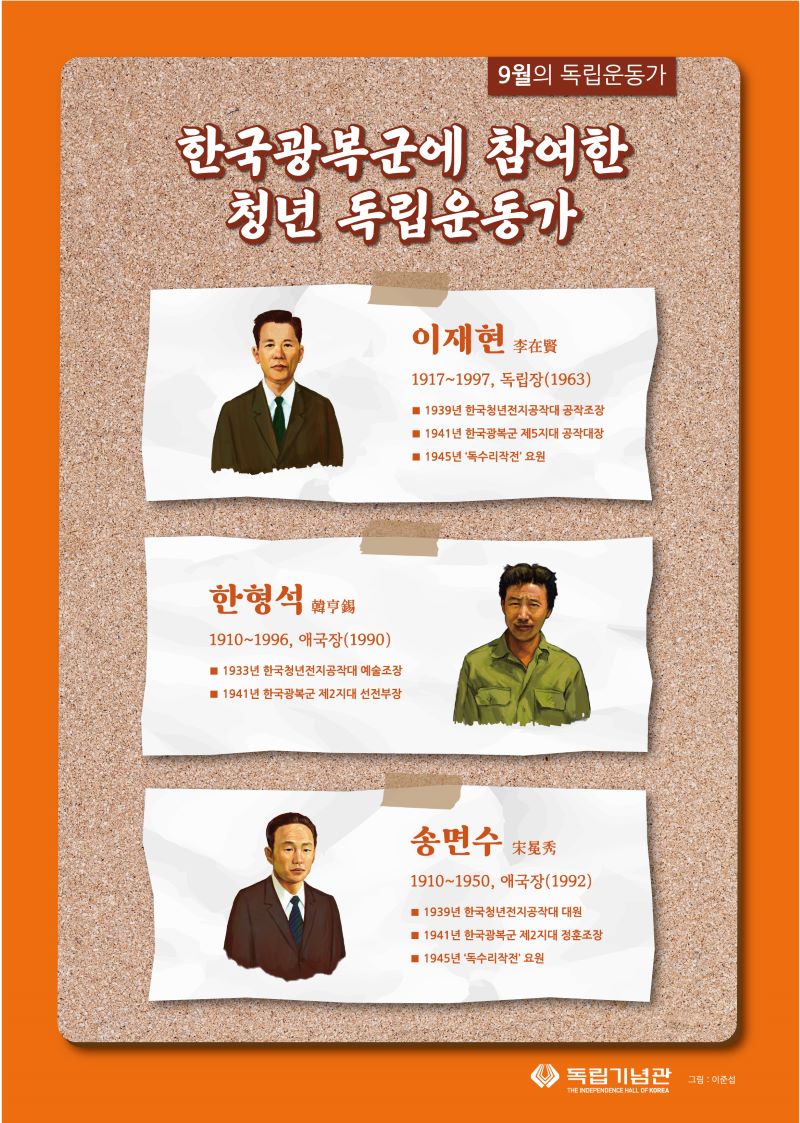 9월의 독립운동가
한국광복군에 참여한
청년 독립운동가
이재현 李在賢
1917~1997, 독립장(1963)
■ 1939년 한국청년전지공작대 공작조장
■ 1941년 한국광복군 제5지대 공작대장
■ 1945년 ‘독수리작전’ 요원
한형석 韓亨錫
1910~1996, 애국장(1990)
■ 1933년 한국청년전지공작대 예술조장
■ 1941년 한국광복군 제2지대 선전부장
송면수 宋冕秀
1910~1950, 애국장(1992)
■ 1939년 한국청년전지공작대 대원
■ 1941년 한국광복군 제2지대 정훈조장
■ 1945년 ‘독수리작전’ 요원
독립기념관
THE INDEPENDENCE HALL OF KOREA
그림 : 이준섭